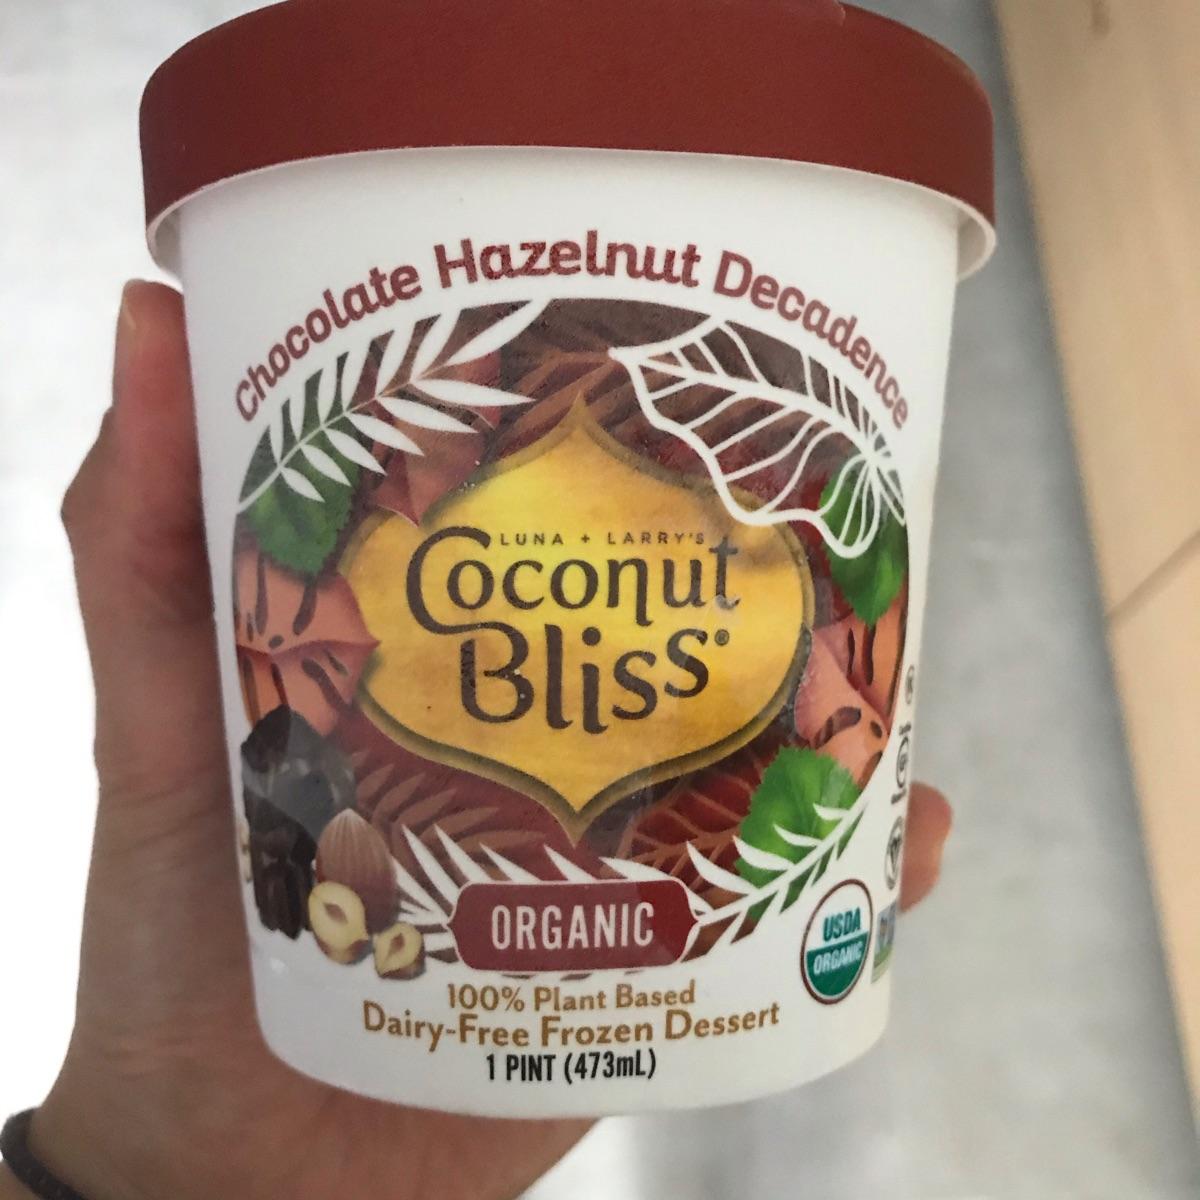 Chocolate Hazelnut Decadence
LUNA + LARRY'S
Coconut
Bliss®
ORGANIC
USDA
ORGANIC
100% Plant Based
Dairy-Free Frozen Dessert
1 PINT (473mL)